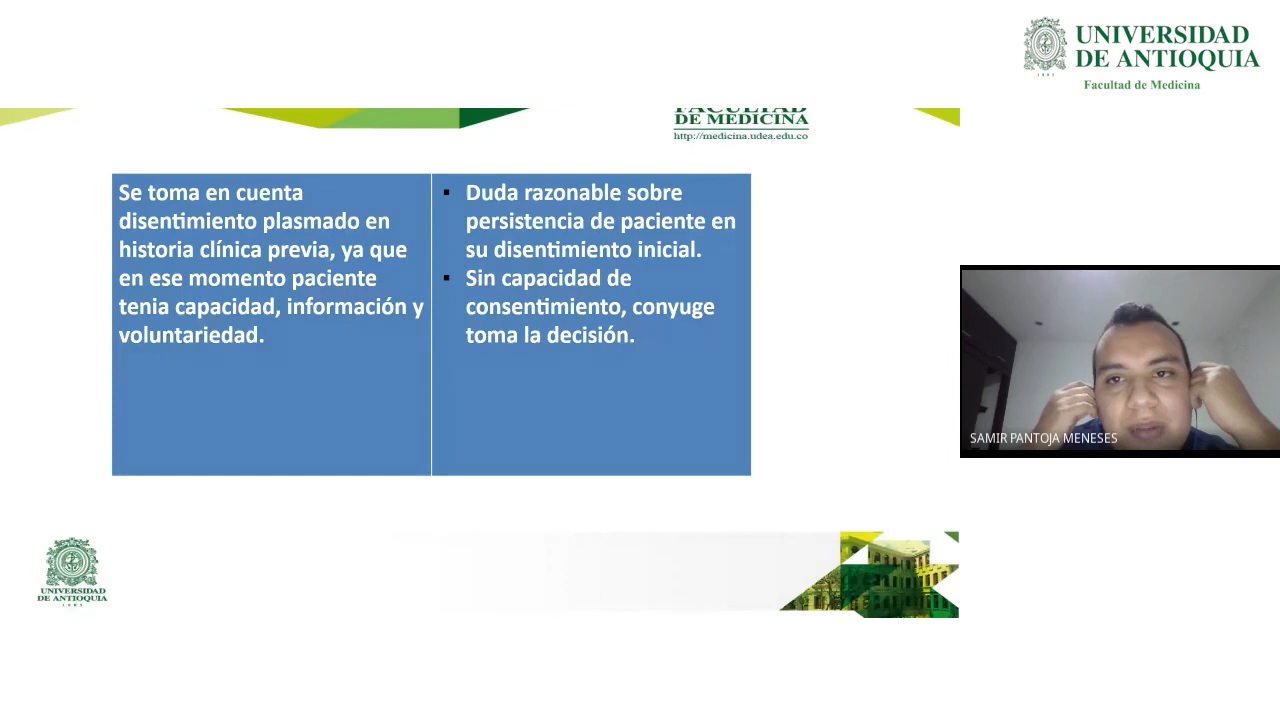 UNIVERSIDAD
DE ANTIOQUIA
1803
Facultad de Medicina
FACULTAD
DE MEDICINA
http://medicina.udea.edu.co
Se toma en cuenta
disentimiento plasmado en
historia clínica previa, ya que
en ese momento paciente
tenia capacidad, información y
voluntariedad.
▪ Duda razonable sobre
persistencia de paciente en
su disentimiento inicial.
▪ Sin capacidad de
consentimiento, conyuge
toma la decisión.
SAMIR PANTOJA MENESES
UNIVERSIDAD
DE ANTIOQUIA
1803